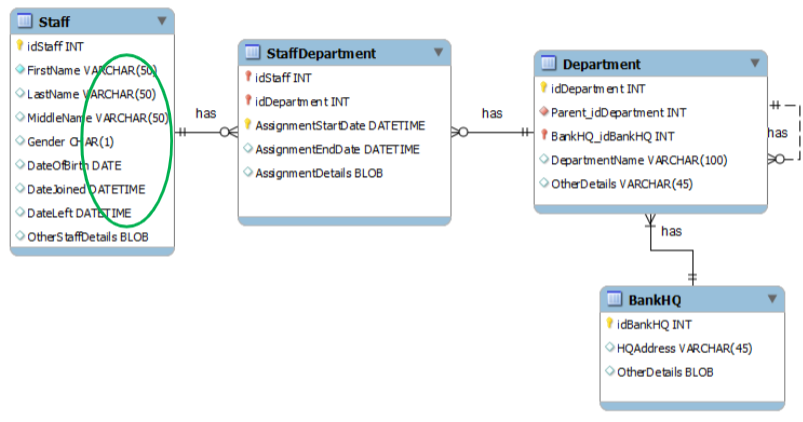 Staff
idStaff INT
FirstName VARCHAR(50)
LastName VARCHAR(50)
MiddleName VARCHAR(50)
Gender CHAR(1)
DateOfBirth DATE
DateJoined DATETIME
DateLeft DATETIME
OtherStaffDetails BLOB
has
StaffDepartment
idStaff INT
idDepartment INT
AssignmentStartDate DATETIME
AssignmentEndDate DATETIME
AssignmentDetails BLOB
has
Department
idDepartment INT
Parent_idDepartment INT
BankHQ_idBankHQ INT
DepartmentName VARCHAR(100)
OtherDetails VARCHAR(45)
has
has
BankHQ
idBankHQ INT
HQAddress VARCHAR(45)
OtherDetails BLOB